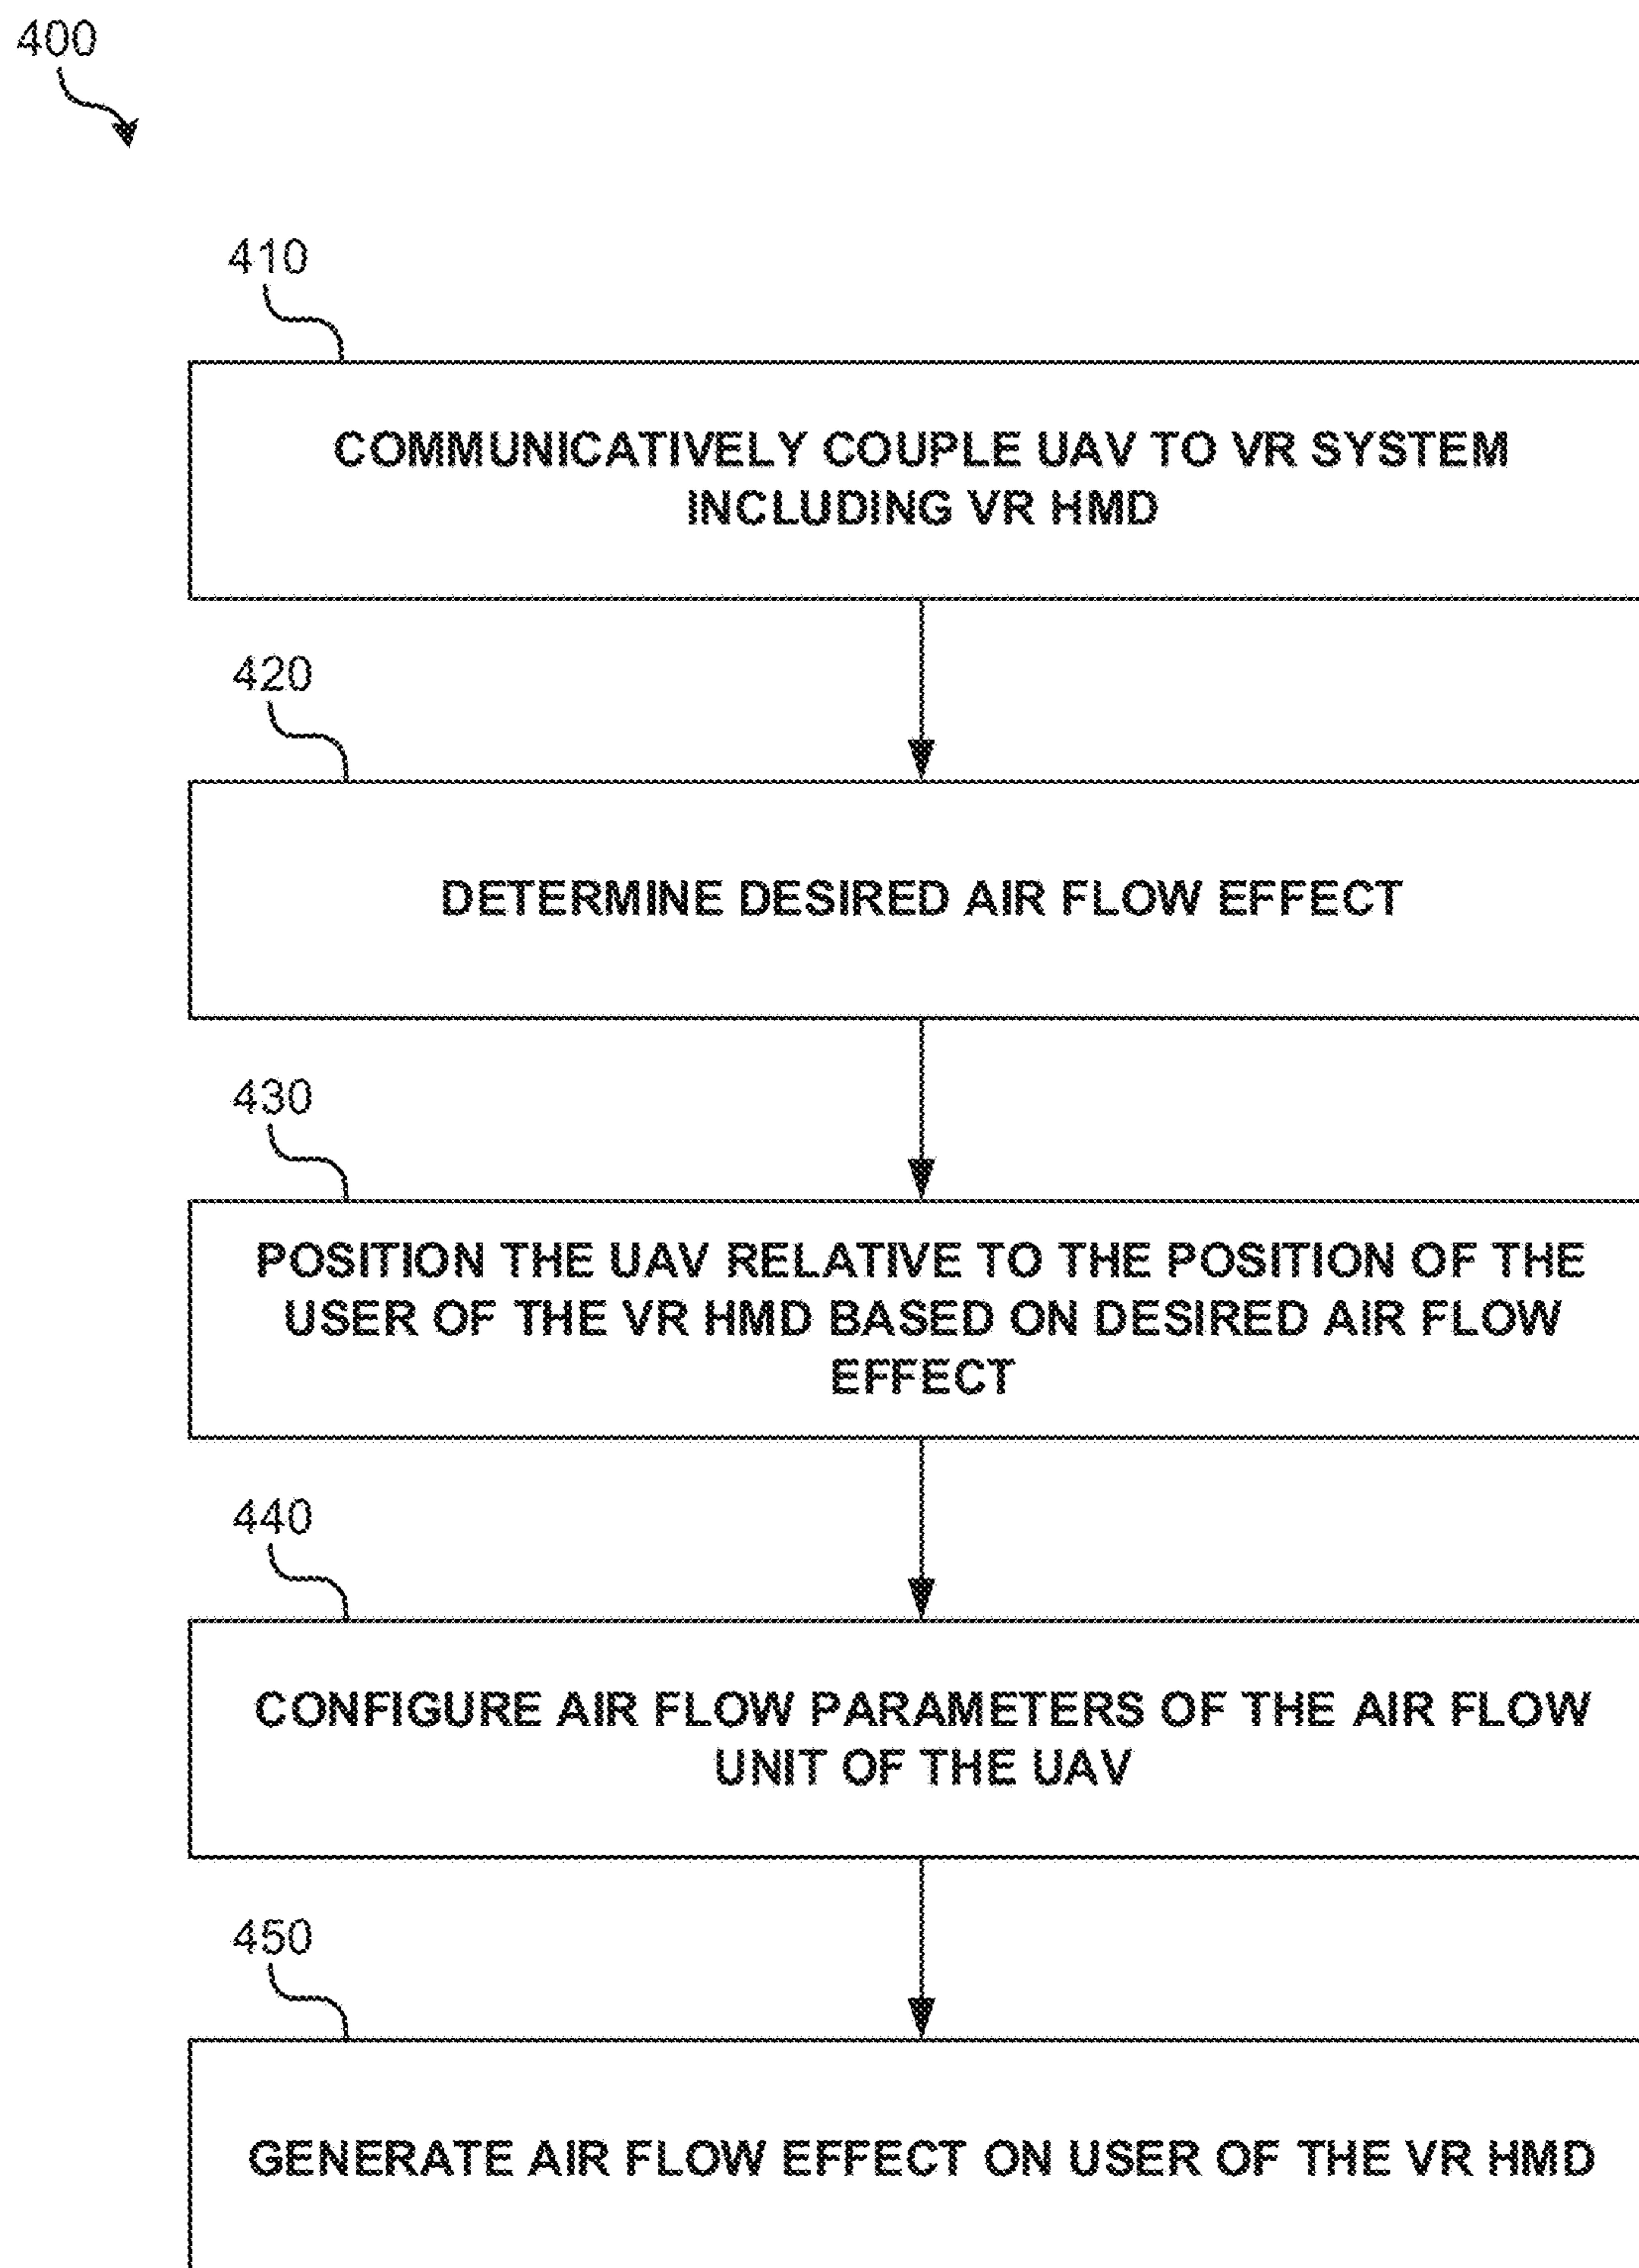 400
410
COMMUNICATIVELY COUPLE UAV TO VR SYSTEM
INCLUDING VR HMD
420
DETERMINE DESIRED AIR FLOW EFFECT
430
POSITION THE UAV RELATIVE TO THE POSITION OF THE
USER OF THE VR HMD BASED ON DESIRED AIR FLOW
EFFECT
440
CONFIGURE AIR FLOW PARAMETERS OF THE AIR FLOW
UNIT OF THE UAV
450
GENERATE AIR FLOW EFFECT ON USER OF THE VR HMD